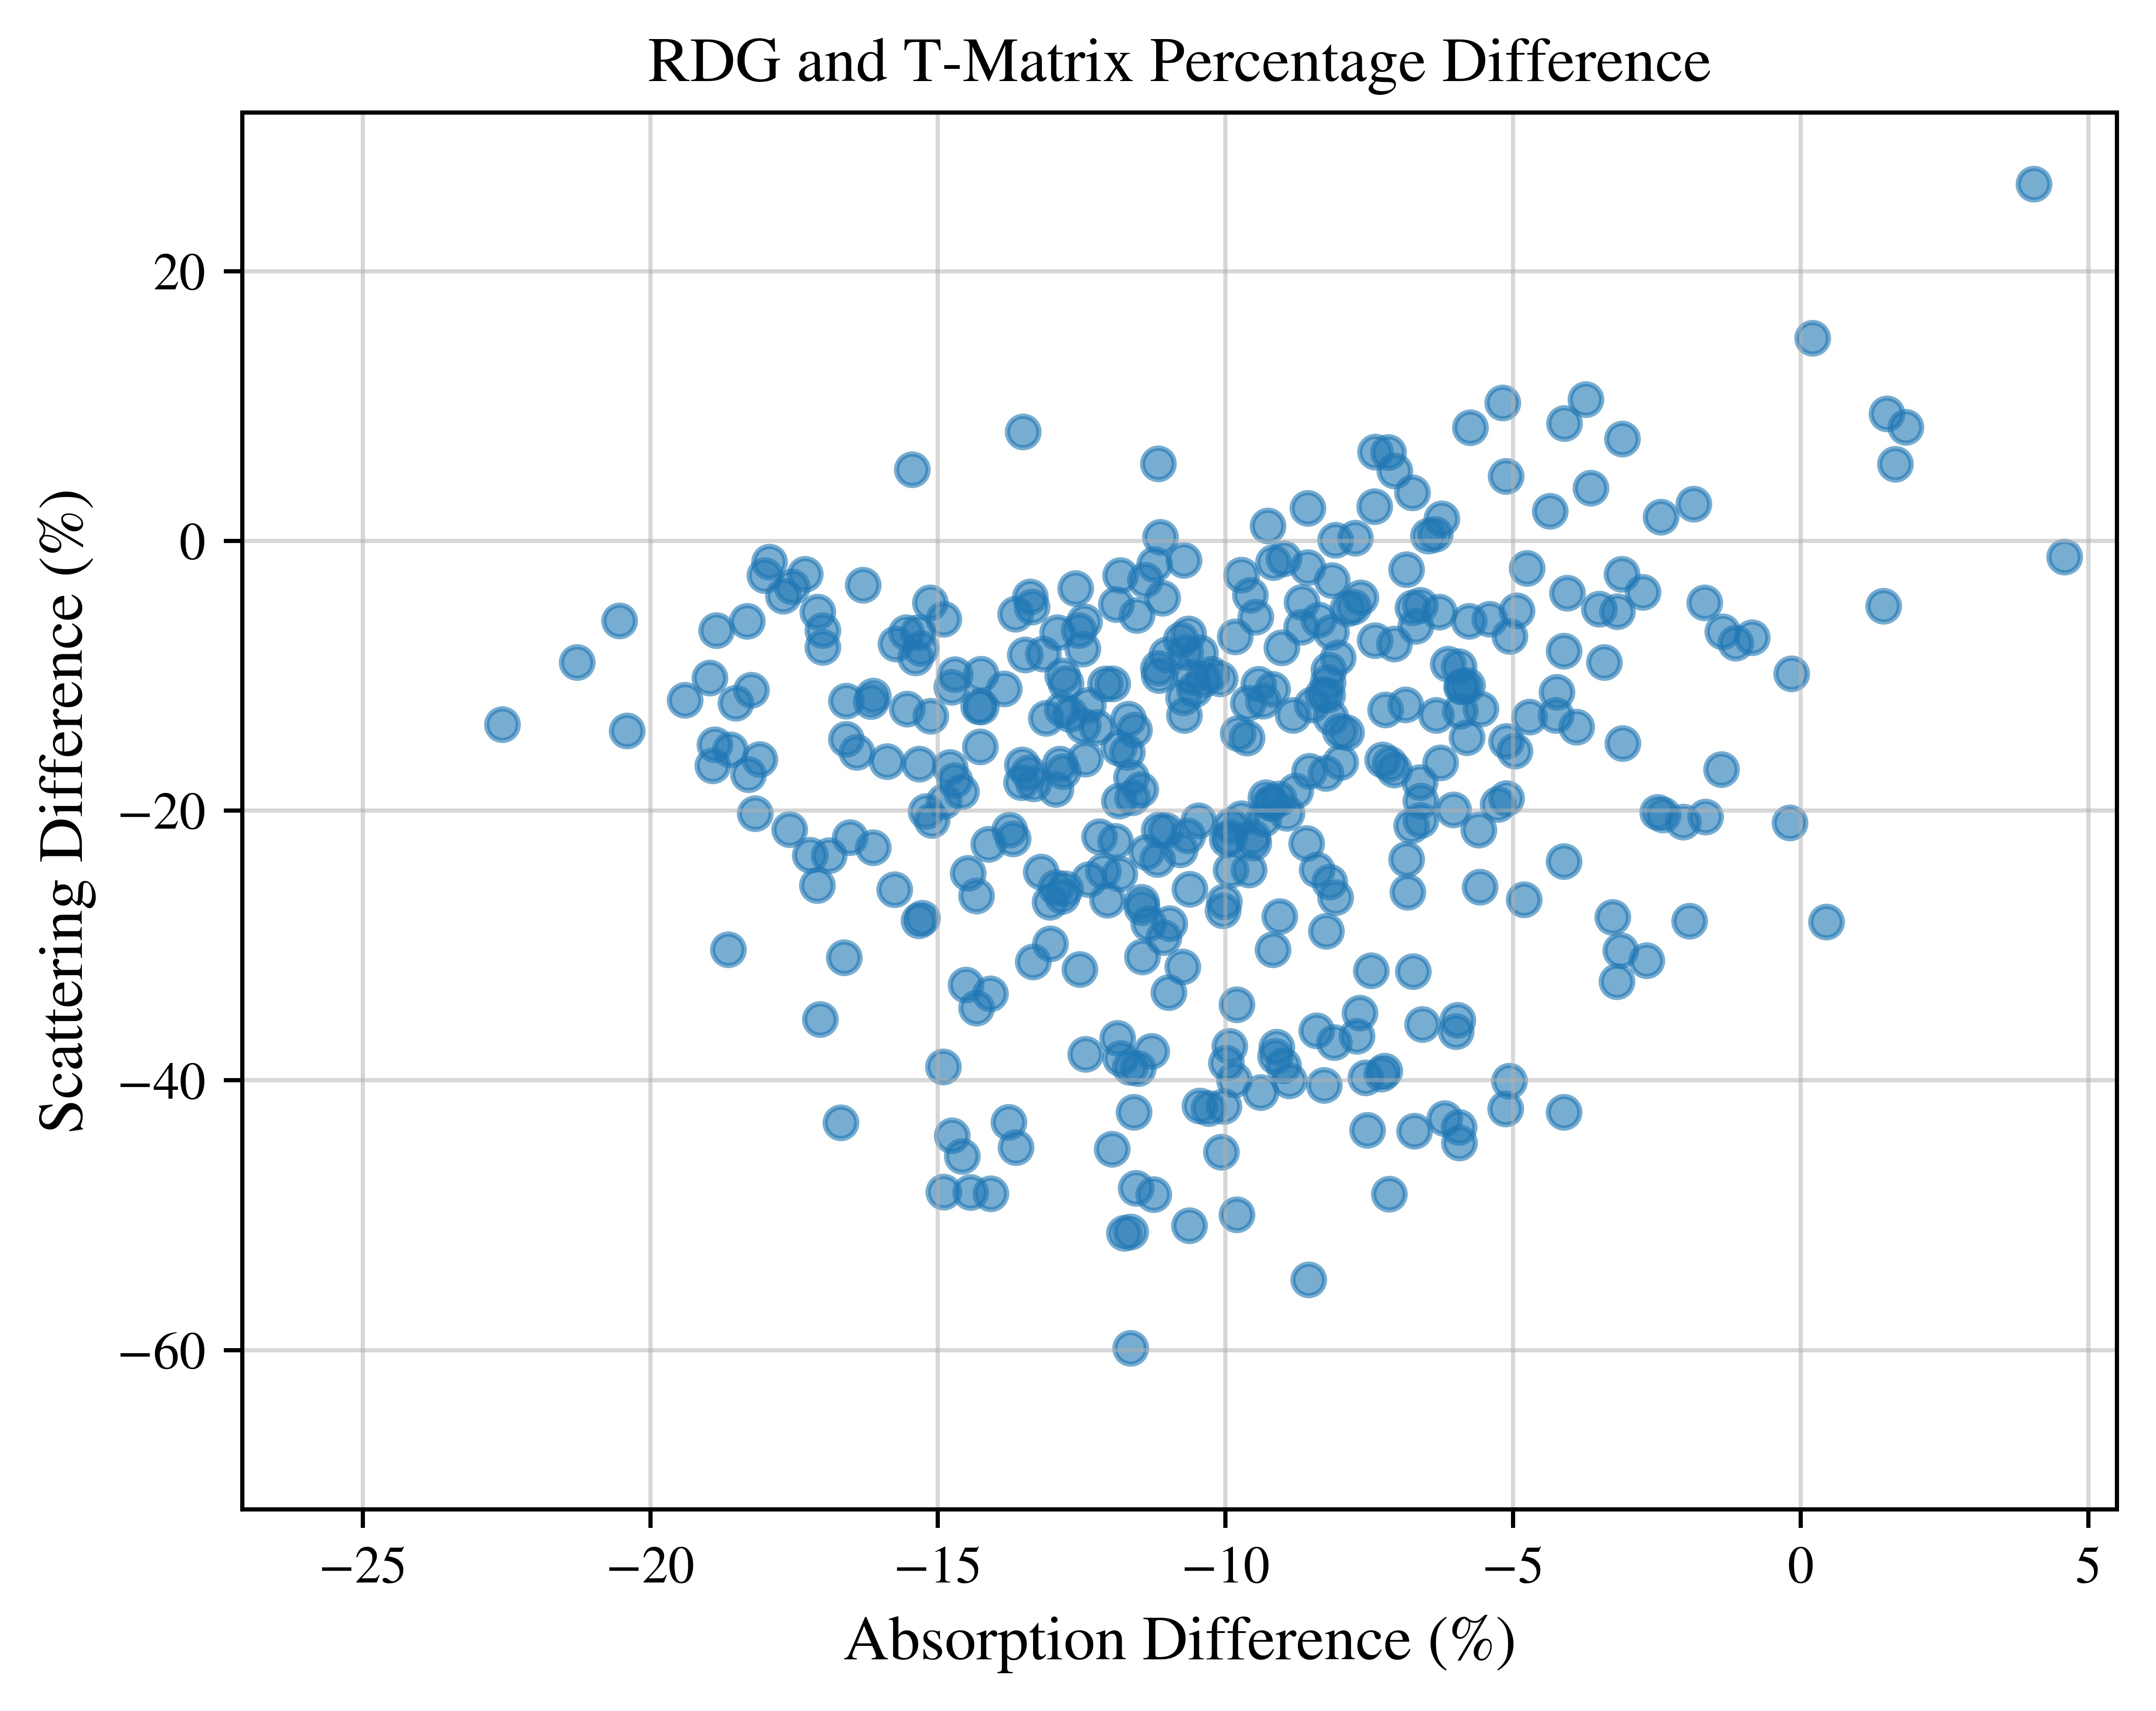 RDG and T-Matrix Percentage Difference
20
0
−20
−40
−60
Scattering Difference (%)
−25 −20 −15 −10 −5 0 5
Absorption Difference (%)